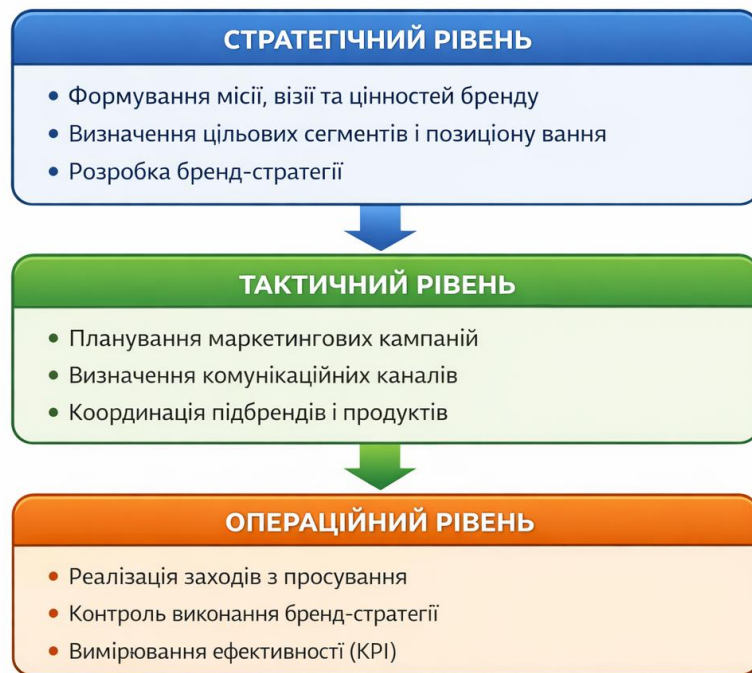 СТРАТЕГІЧНИЙ РІВЕНЬ
• Формування місії, візії та цінностей бренду
• Визначення цільових сегментів і позиціону вання
• Розробка бренд-стратегії
ТАКТИЧНИЙ РІВЕНЬ
• Планування маркетингових кампаній
• Визначення комунікаційних каналів
• Координація підбрендів і продуктів
ОПЕРАЦІЙНИЙ РІВЕНЬ
• Реалізація заходів з просування
• Контроль виконання бренд-стратегії
• Вимірювання ефективності (KPI)